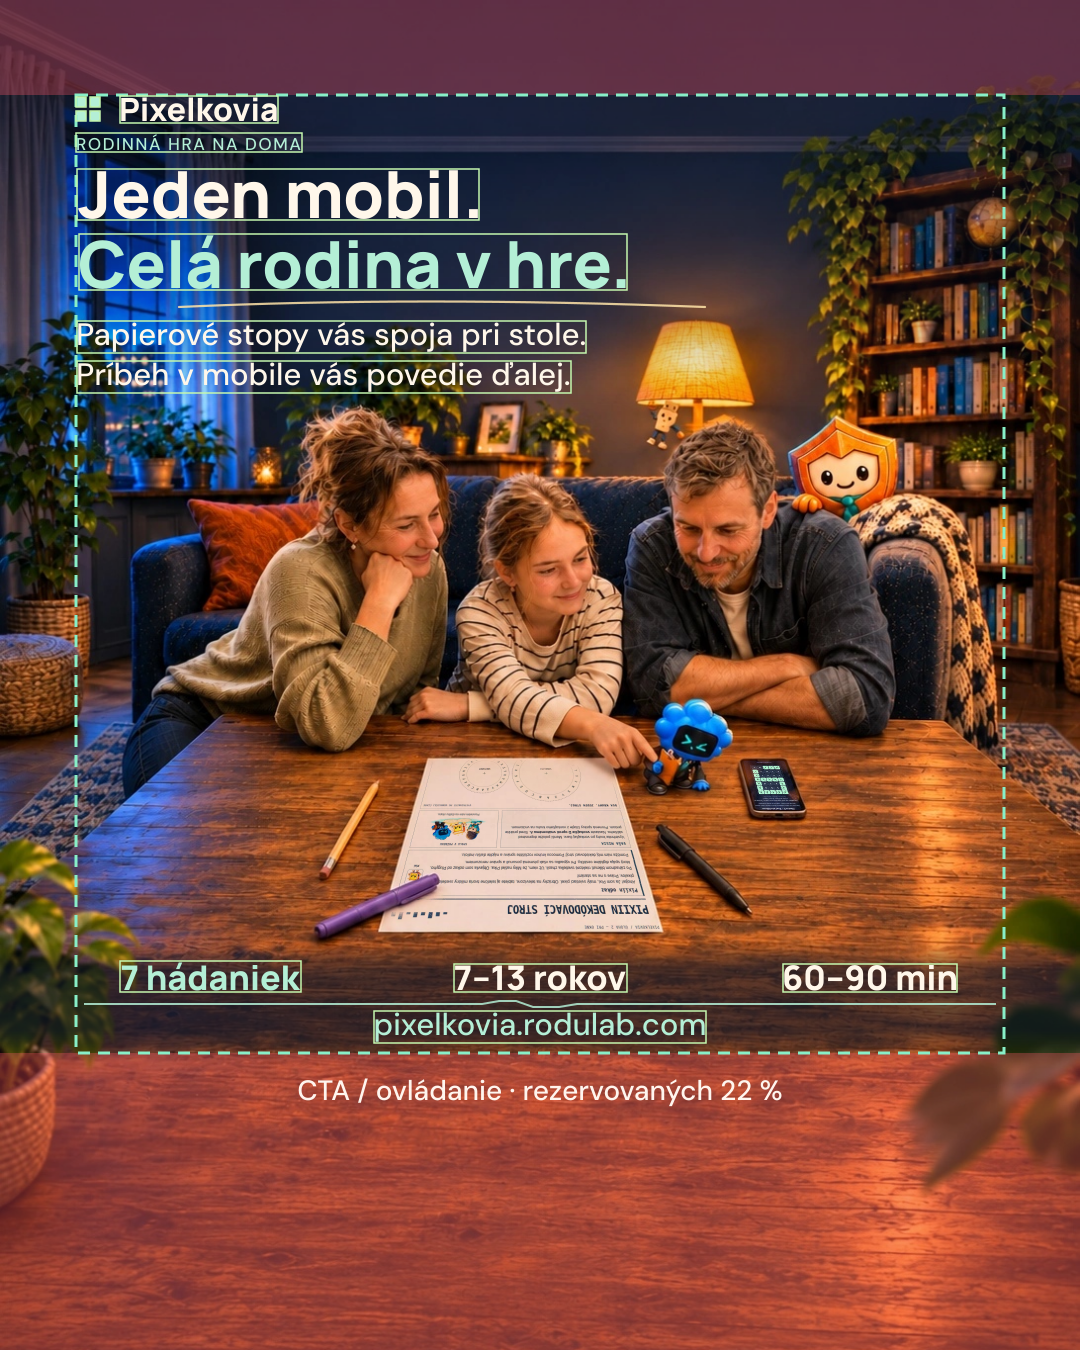 Pixelkovia
RODINNÁ HRA NA DOMA
Jeden mobil.
Celá rodina v hre.
Papierové stopy vás spoja pri stole.
Príbeh v mobile vás povedie ďalej.
PIXIIN DEKÓDOVACÍ STROJ
7 hádaniek
7–13 rokov
60–90 min
pixelkovia.rodulab.com
CTA / ovládanie · rezervovaných 22 %